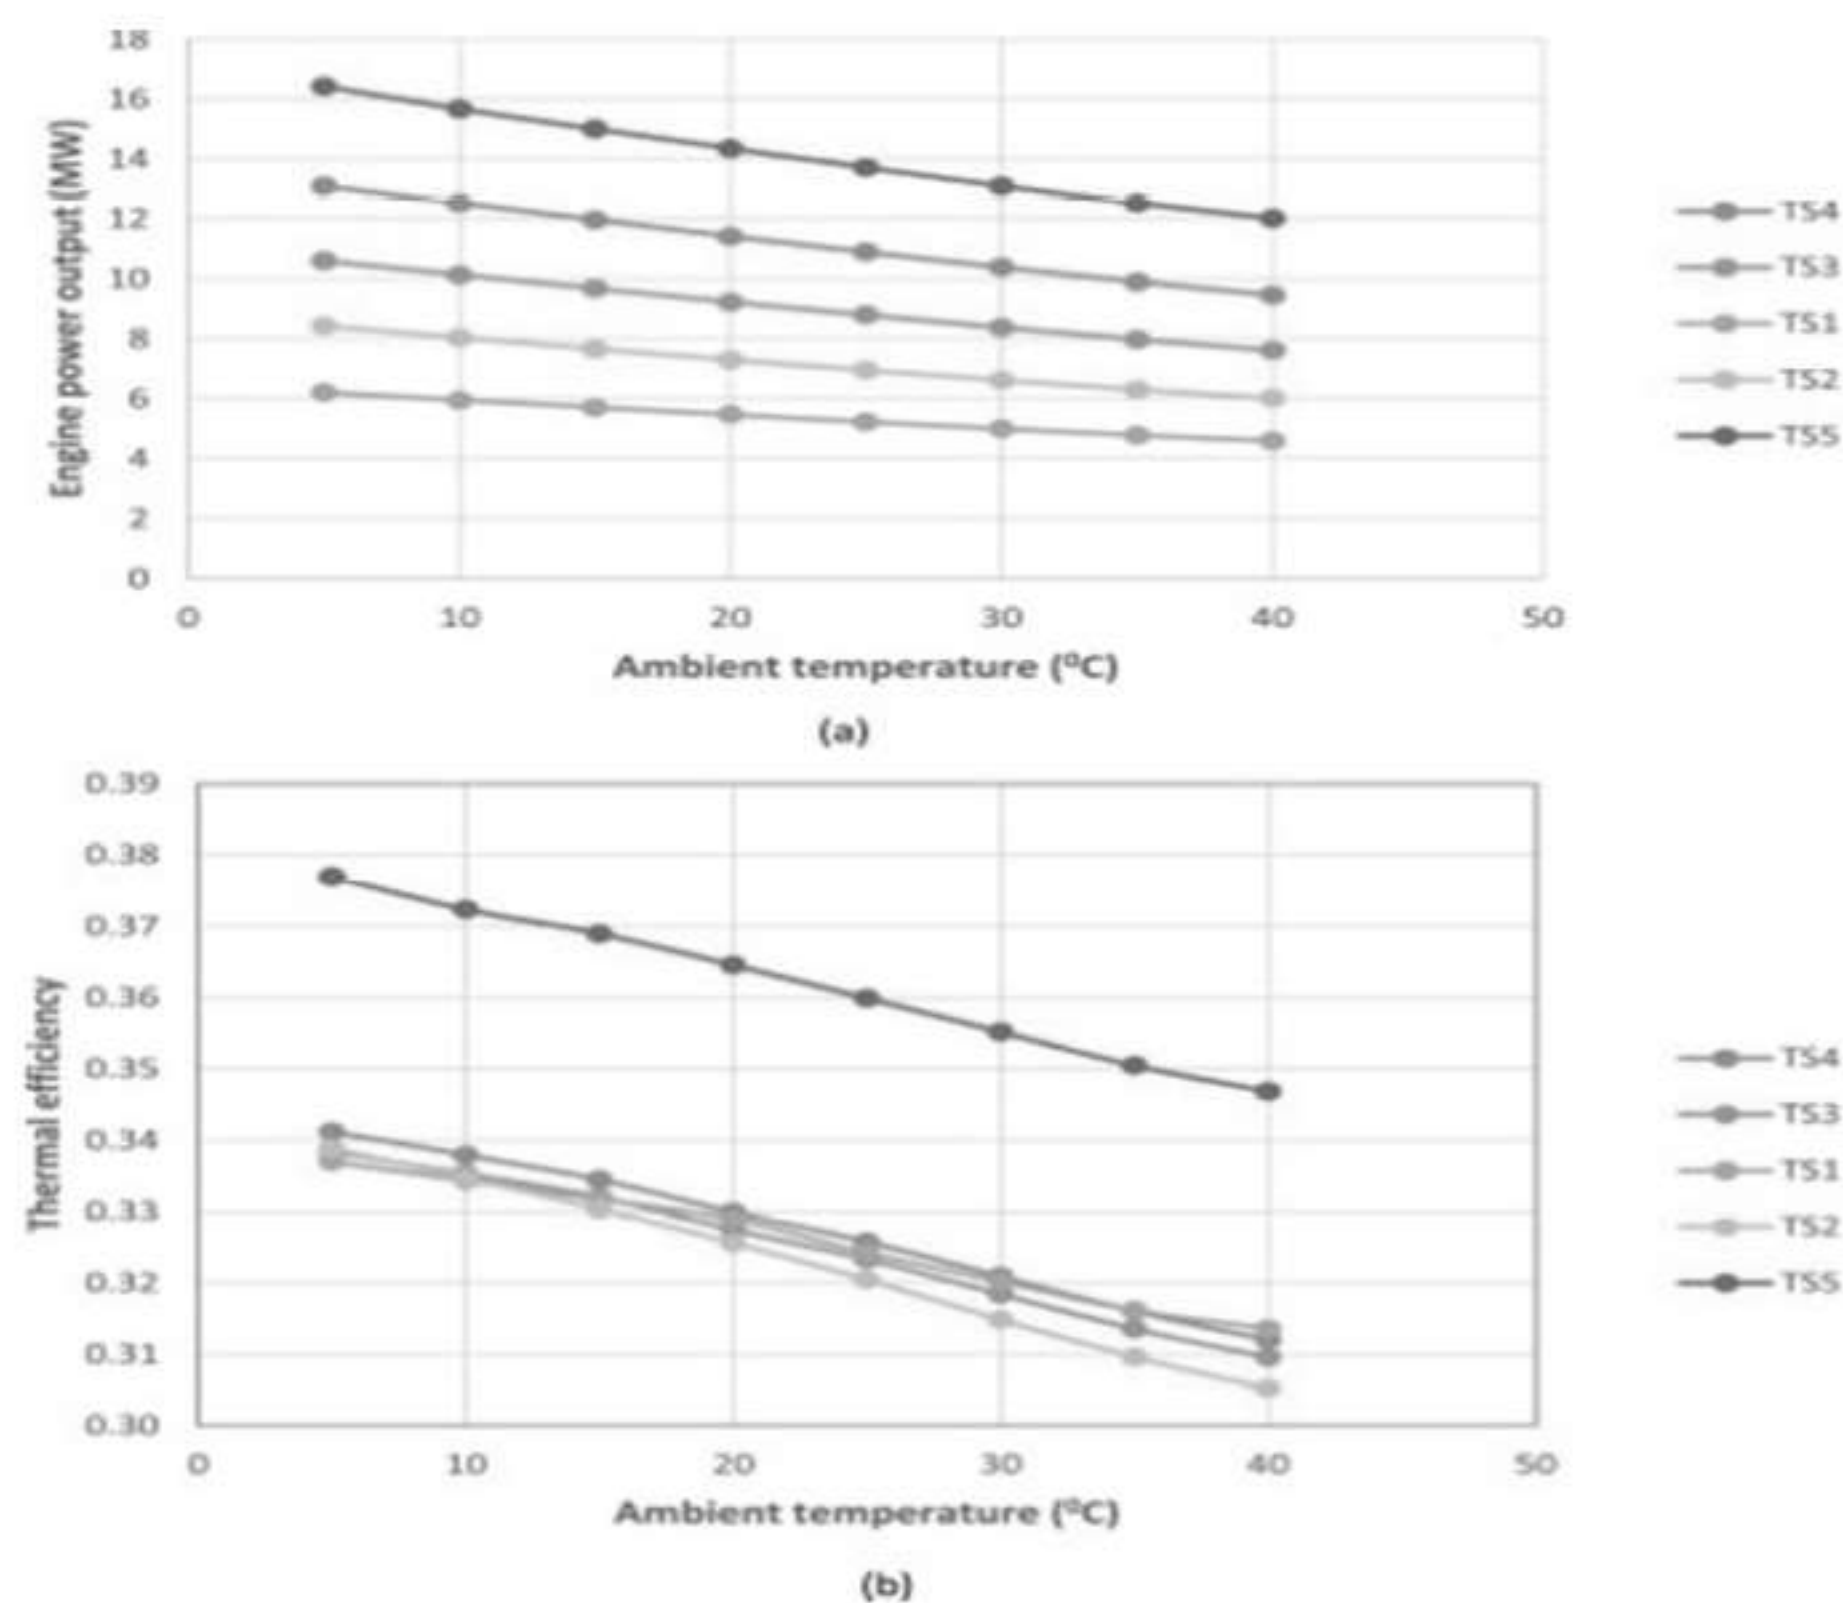 18
16
14
12
10
8
6
4
2
0
Engine power output (MW)
0 10 20 30 40 50
Ambient temperature (⁰C)
TS4
TS3
TS1
TS2
TS5
(a)
0.39
0.38
0.37
0.36
0.35
0.34
0.33
0.32
0.31
0.30
Thermal efficiency
0 10 20 30 40 50
Ambient temperature (⁰C)
TS4
TS3
TS1
TS2
TS5
(b)